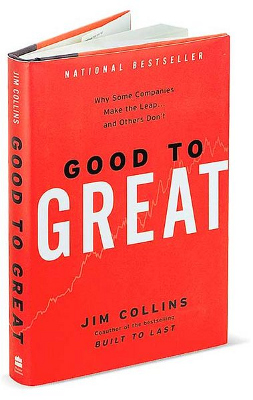 NATIONAL BESTSELLER
Why Some Companies
Make the Leap...
and Others Don't
GOOD TO
GREAT
JIM COLLINS
Coauthor of the bestselling
BUILT TO LAST
JIM COLLINS
GOOD TO GREAT